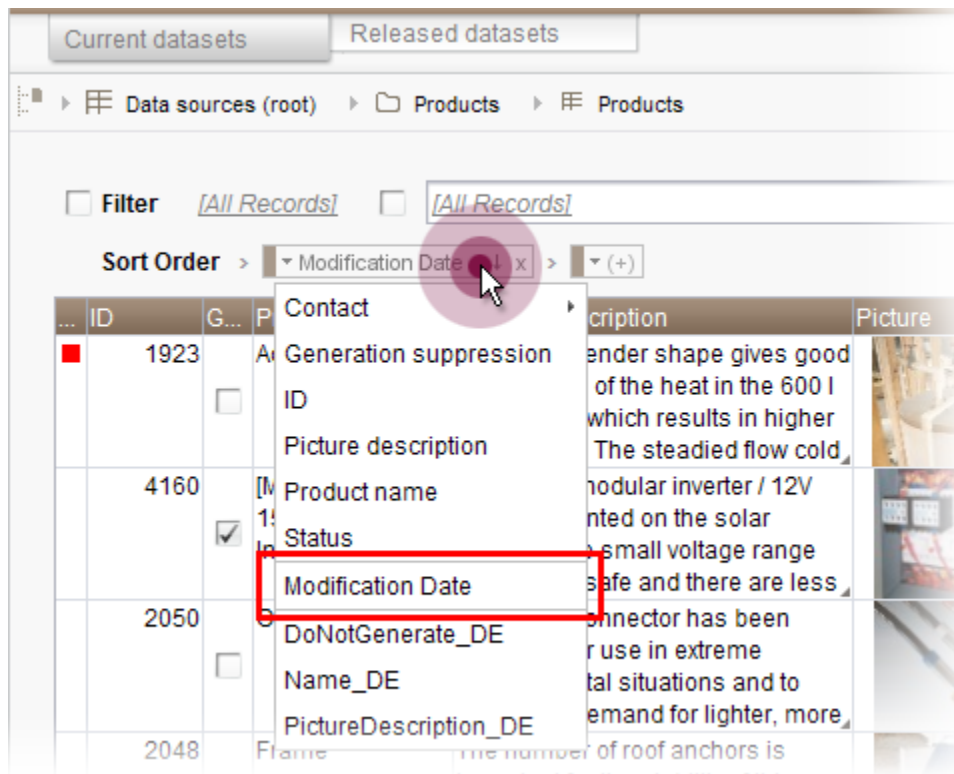 Current datasets
Released datasets
Data sources (root) Products Products
Filter [All Records] [All Records]
Sort Order > Modification Date x > (+)
... ID G... P cription Picture
Contact
Generation suppression
ID
Picture description
Product name
Status
Modification Date
DoNotGenerate_DE
Name_DE
PictureDescription_DE
1923 ender shape gives good
of the heat in the 600 l
which results in higher
The steadied flow cold
4160 nodular inverter / 12V
nted on the solar
small voltage range
safe and there are less
2050 onnector has been
r use in extreme
tal situations and to
emand for lighter, more
2048 Frame The number of roof anchors is